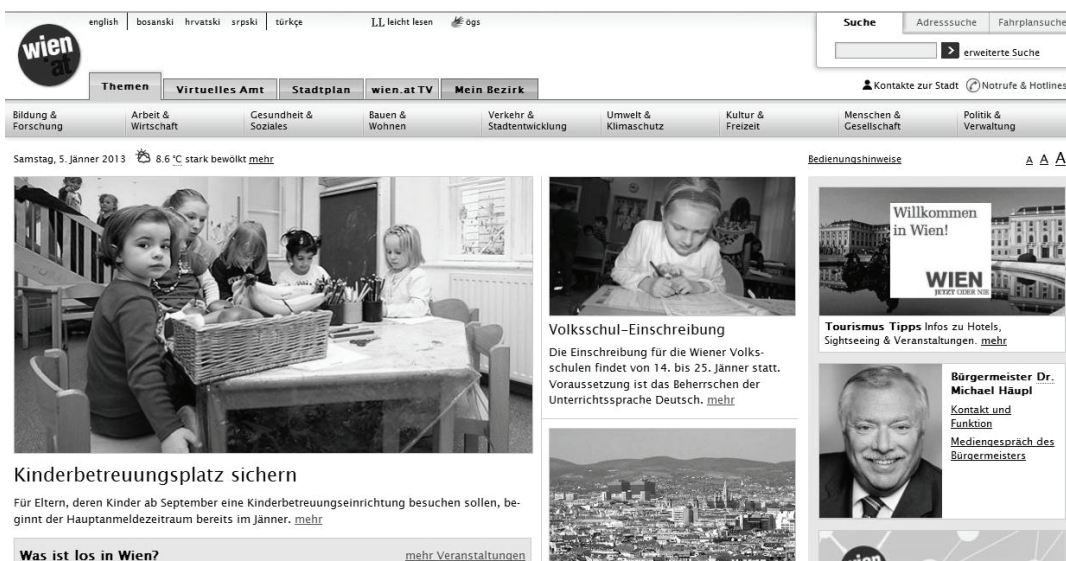 english bosanski hrvatski srpski türkçe LL leicht lesen ögs
wien.at
Suche Adresssuche Fahrplansuche
erweiterte Suche
Themen Virtuelles Amt Stadtplan wien.at TV Mein Bezirk
Kontakte zur Stadt Notrufe & Hotlines
Bildung &
Forschung
Arbeit &
Wirtschaft
Gesundheit &
Soziales
Bauen &
Wohnen
Verkehr &
Stadtentwicklung
Umwelt &
Klimaschutz
Kultur &
Freizeit
Menschen &
Gesellschaft
Politik &
Verwaltung
Samstag, 5. Jänner 2013 8.6 °C stark bewölkt mehr
Bedienungshinweise A A A
Kinderbetreuungsplatz sichern
Für Eltern, deren Kinder ab September eine Kinderbetreuungseinrichtung besuchen sollen, be-
ginnt der Hauptanmeldezeitraum bereits im Jänner. mehr
Was ist los in Wien? mehr Veranstaltungen
Volksschul-Einschreibung
Die Einschreibung für die Wiener Volks-
schulen findet von 14. bis 25. Jänner statt.
Voraussetzung ist das Beherrschen der
Unterrichtssprache Deutsch. mehr
Willkommen
in Wien!
WIEN
JETZT ODER NIE
Tourismus Tipps Infos zu Hotels,
Sightseeing & Veranstaltungen. mehr
Bürgermeister Dr.
Michael Häupl
Kontakt und
Funktion
Mediengespräch des
Bürgermeisters
wien